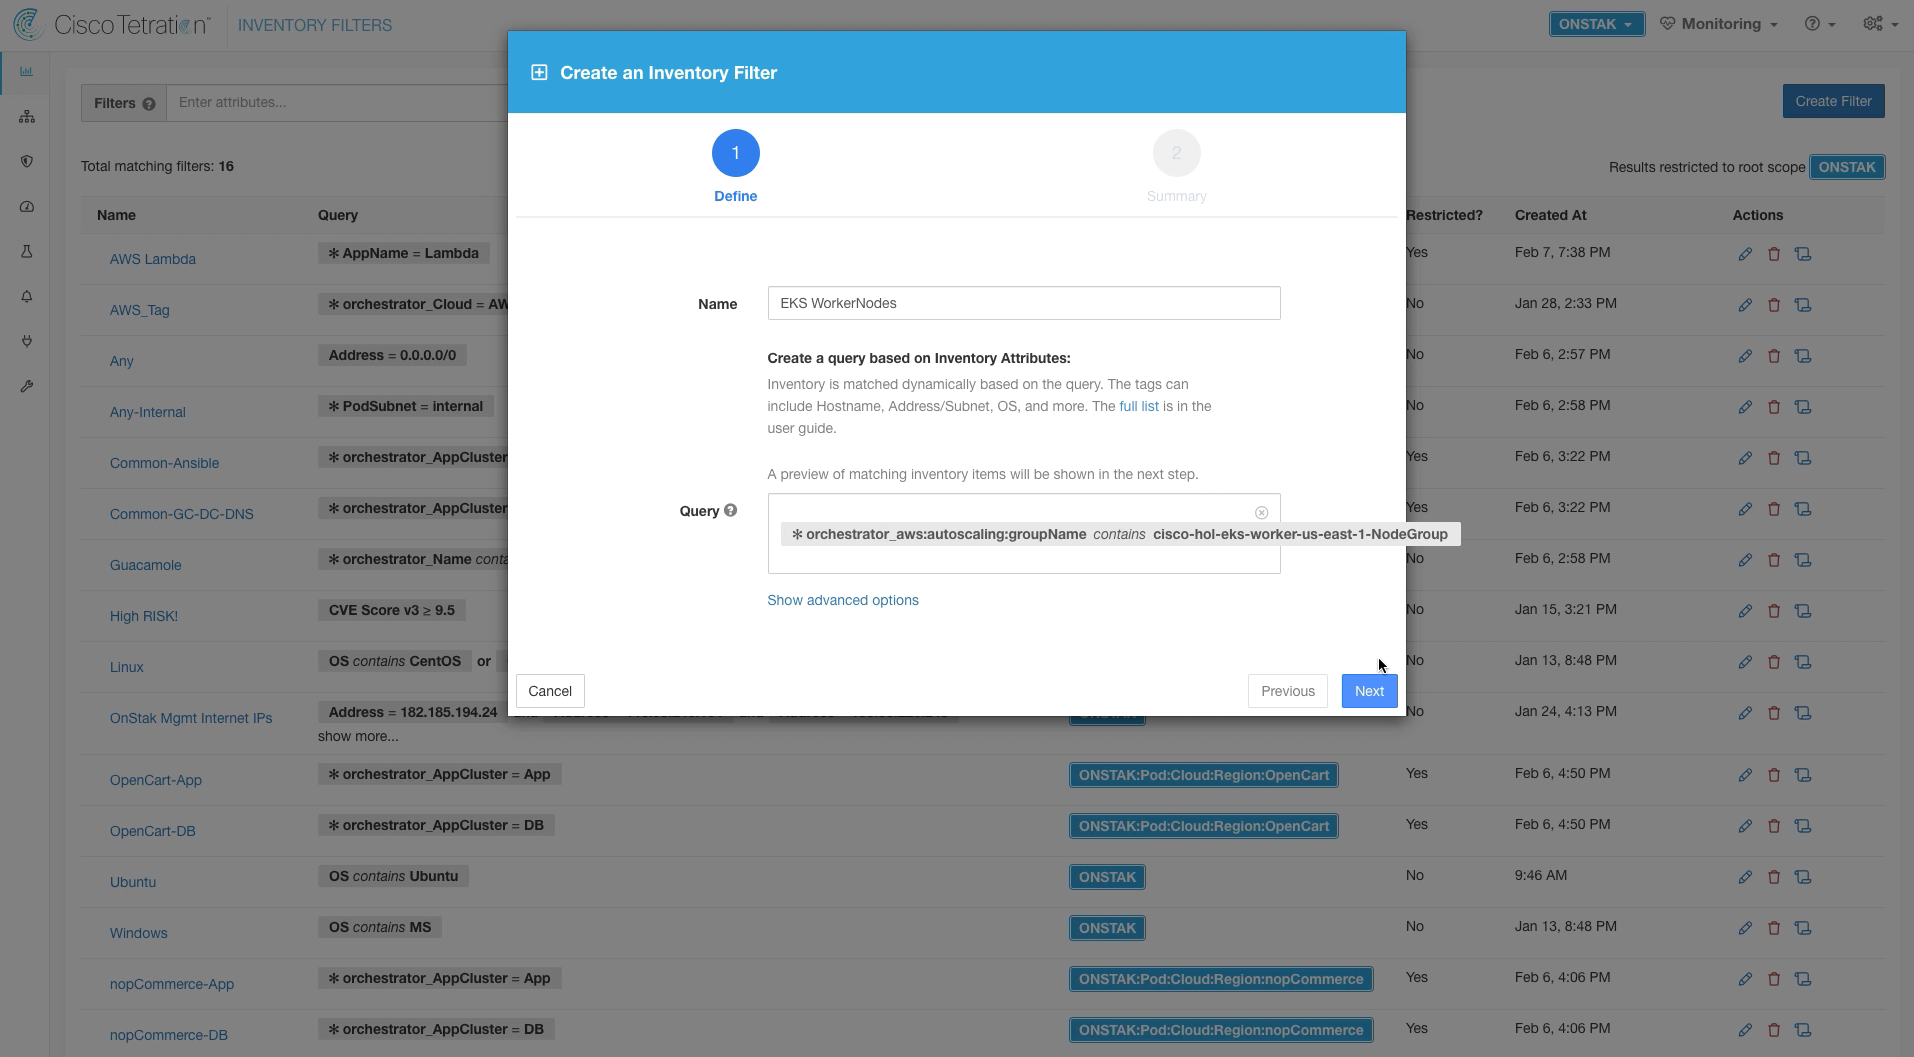 Cisco Tetration™ INVENTORY FILTERS ONSTAK Monitoring
Create an Inventory Filter
Filters Enter attributes... Create Filter
1 2
Define Summary
Total matching filters: 16 Results restricted to root scope ONSTAK
Name Query Restricted? Created At Actions
AWS Lambda ✻ AppName = Lambda Yes Feb 7, 7:38 PM
AWS_Tag ✻ orchestrator_Cloud = AW No Jan 28, 2:33 PM
Any Address = 0.0.0.0/0 No Feb 6, 2:57 PM
Any-Internal ✻ PodSubnet = internal No Feb 6, 2:58 PM
Common-Ansible ✻ orchestrator_AppCluster Yes Feb 6, 3:22 PM
Common-GC-DC-DNS ✻ orchestrator_AppCluster Yes Feb 6, 3:22 PM
Guacamole ✻ orchestrator_Name conta No Feb 6, 2:58 PM
High RISK! CVE Score v3 ≥ 9.5 No Jan 15, 3:21 PM
Linux OS contains CentOS or No Jan 13, 8:48 PM
Name EKS WorkerNodes
Create a query based on Inventory Attributes:
Inventory is matched dynamically based on the query. The tags can
include Hostname, Address/Subnet, OS, and more. The full list is in the
user guide.
A preview of matching inventory items will be shown in the next step.
Query
✻ orchestrator_aws:autoscaling:groupName contains cisco-hol-eks-worker-us-east-1-NodeGroup
Show advanced options
Cancel Previous Next
OnStak Mgmt Internet IPs Address = 182.185.194.24 No Jan 24, 4:13 PM
show more...
OpenCart-App ✻ orchestrator_AppCluster = App ONSTAK:Pod:Cloud:Region:OpenCart Yes Feb 6, 4:50 PM
OpenCart-DB ✻ orchestrator_AppCluster = DB ONSTAK:Pod:Cloud:Region:OpenCart Yes Feb 6, 4:50 PM
Ubuntu OS contains Ubuntu ONSTAK No 9:46 AM
Windows OS contains MS ONSTAK No Jan 13, 8:48 PM
nopCommerce-App ✻ orchestrator_AppCluster = App ONSTAK:Pod:Cloud:Region:nopCommerce Yes Feb 6, 4:06 PM
nopCommerce-DB ✻ orchestrator_AppCluster = DB ONSTAK:Pod:Cloud:Region:nopCommerce Yes Feb 6, 4:06 PM